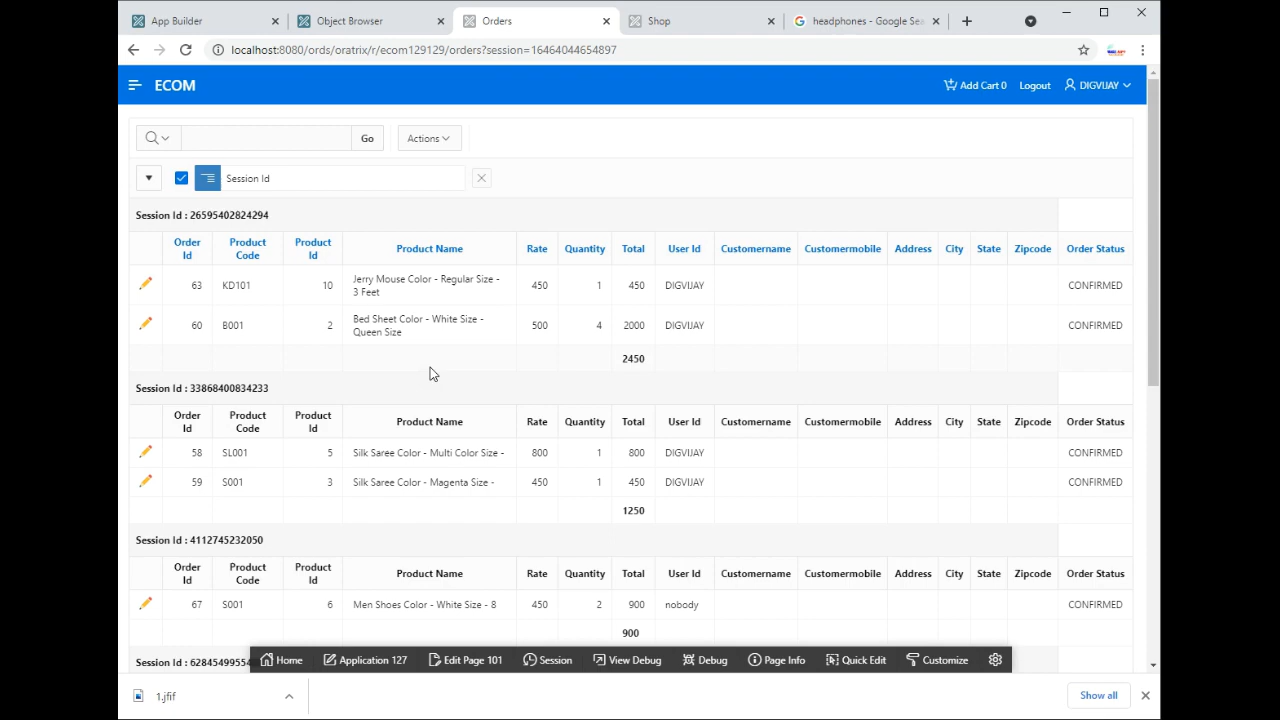 App Builder
Object Browser
Orders
Shop
headphones - Google Sea
localhost:8080/ords/oratrix/r/ecom129129/orders?session=16464044654897
ECOM
Add Cart 0
Logout
DIGVIJAY
Go
Actions
Session Id
Session Id : 26595402824294
Order Id Product Code Product Id Product Name Rate Quantity Total User Id Customername Customermobile Address City State Zipcode Order Status
63 KD101 10 Jerry Mouse Color - Regular Size - 3 Feet 450 1 450 DIGVIJAY CONFIRMED
60 B001 2 Bed Sheet Color - White Size - Queen Size 500 4 2000 DIGVIJAY CONFIRMED
2450
Session Id : 33868400834233
Order Id Product Code Product Id Product Name Rate Quantity Total User Id Customername Customermobile Address City State Zipcode Order Status
58 SL001 5 Silk Saree Color - Multi Color Size - 800 1 800 DIGVIJAY CONFIRMED
59 S001 3 Silk Saree Color - Magenta Size - 450 1 450 DIGVIJAY CONFIRMED
1250
Session Id : 4112745232050
Order Id Product Code Product Id Product Name Rate Quantity Total User Id Customername Customermobile Address City State Zipcode Order Status
67 S001 6 Men Shoes Color - White Size - 8 450 2 900 nobody CONFIRMED
900
Session Id :
Home
Application 127
Edit Page 101
Session
View Debug
Debug
Page Info
Quick Edit
Customize
1.jfif
Show all